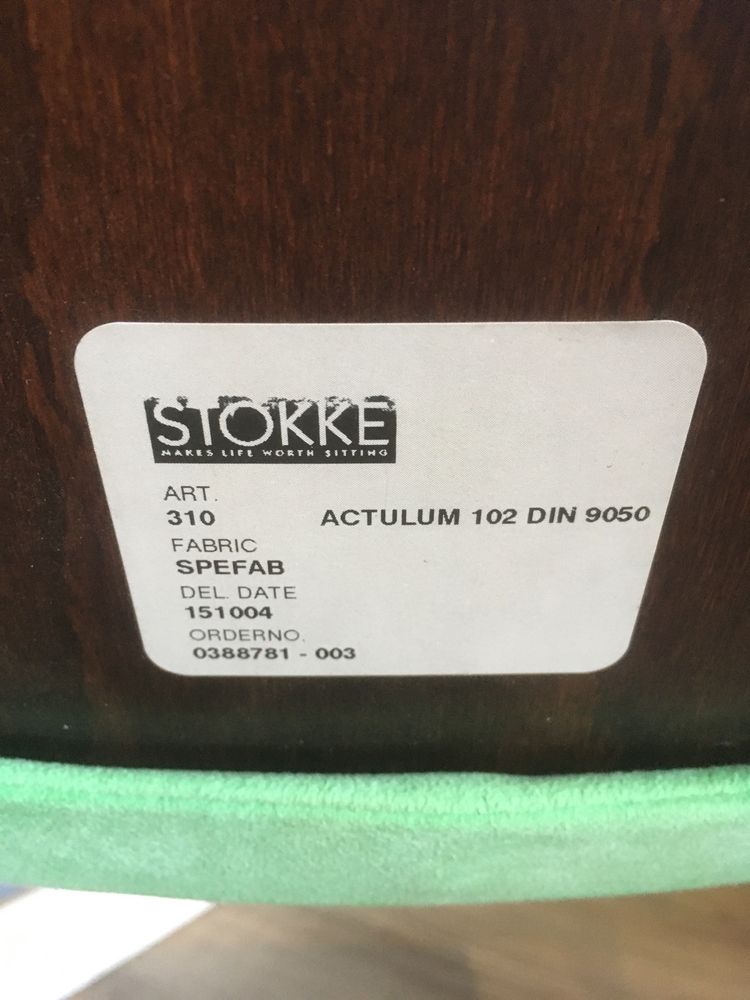 STOKKE
MAKES LIFE WORTH SITTING
ART.
310 ACTULUM 102 DIN 9050
FABRIC
SPEFAB
DEL. DATE
151004
ORDERNO.
0388781 - 003